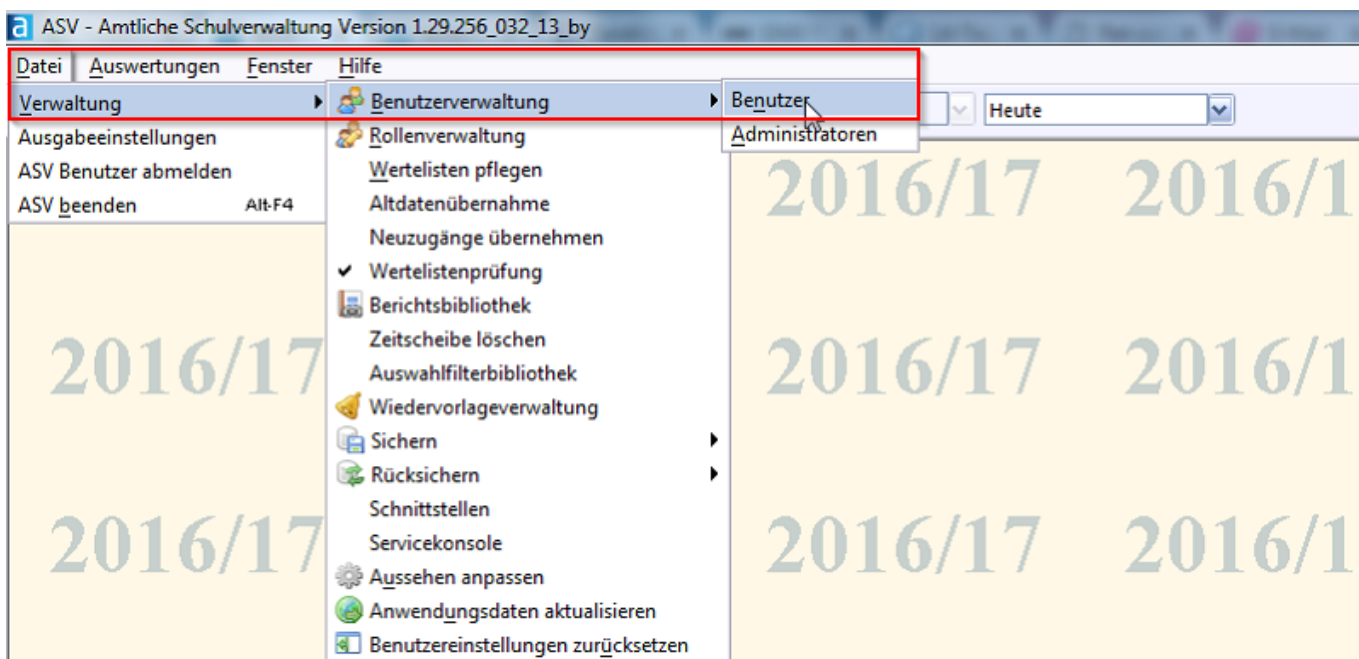 ASV - Amtliche Schulverwaltung Version 1.29.256_032_13_by
Datei Auswertungen Fenster Hilfe
Verwaltung
Ausgabeeinstellungen
ASV Benutzer abmelden
ASV beenden Alt-F4
Benutzerverwaltung
Rollenverwaltung
Wertelisten pflegen
Altdatenübernahme
Neuzugänge übernehmen
Wertelistenprüfung
Berichtsbibliothek
Zeitscheibe löschen
Auswahlfilterbibliothek
Wiedervorlageverwaltung
Sichern
Rücksichern
Schnittstellen
Servicekonsole
Aussehen anpassen
Anwendungsdaten aktualisieren
Benutzereinstellungen zurücksetzen
Benutzer
Administratoren
Heute
2016/17 2016/1
2016/17 2016/17 2016/1
2016/17 2016/17 2016/1